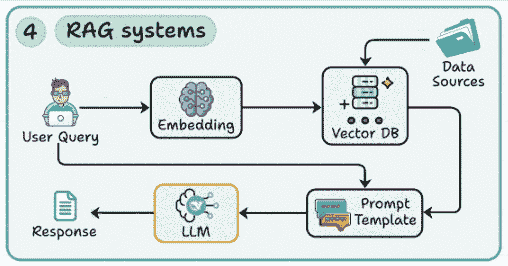 4 RAG systems
Data
Sources
User Query
Embedding
Vector DB
Response
LLM
Prompt
Template